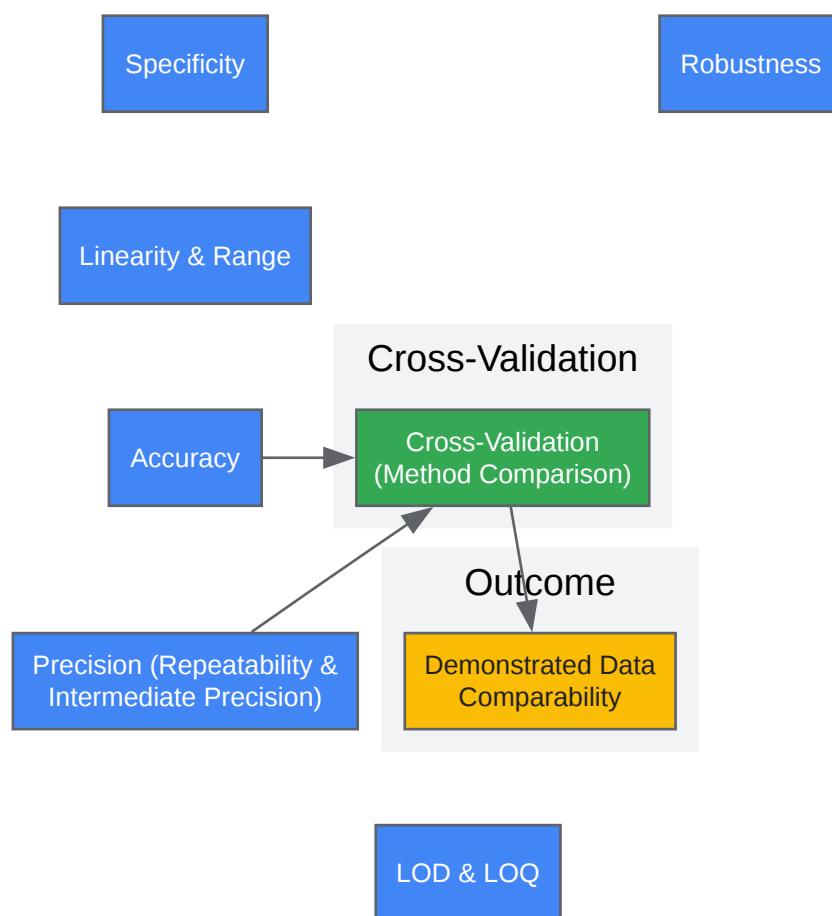 Specificity
Robustness
Linearity & Range
Cross-Validation
Accuracy
Cross-Validation
(Method Comparison)
Outcome
Precision (Repeatability &
Intermediate Precision)
Demonstrated Data
Comparability
LOD & LOQ